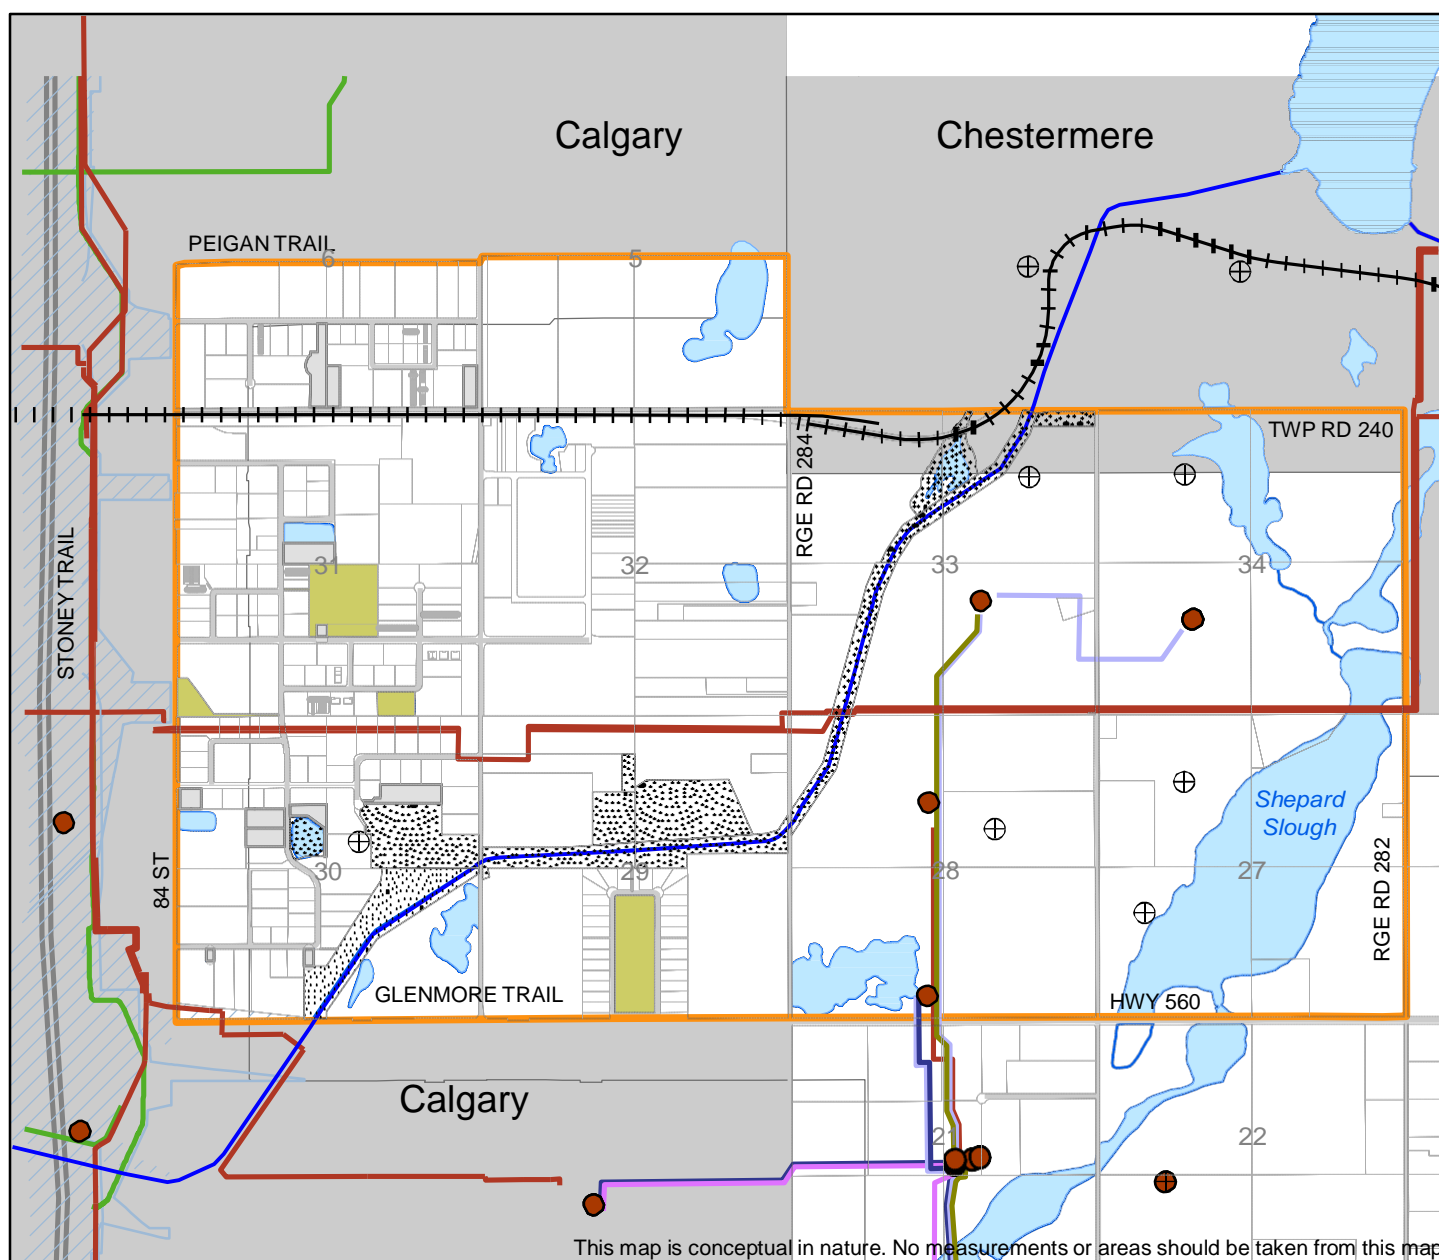 Calgary
Chestermere
PEIGAN TRAIL
6
5
TWP RD 240
RGE RD 284
STONEY TRAIL
31
32
33
34
Shepard
Slough
84 ST
30
29
28
27
RGE RD 282
GLENMORE TRAIL
HWY 560
Calgary
21
22
This map is conceptual in nature. No measurements or areas should be taken from this map